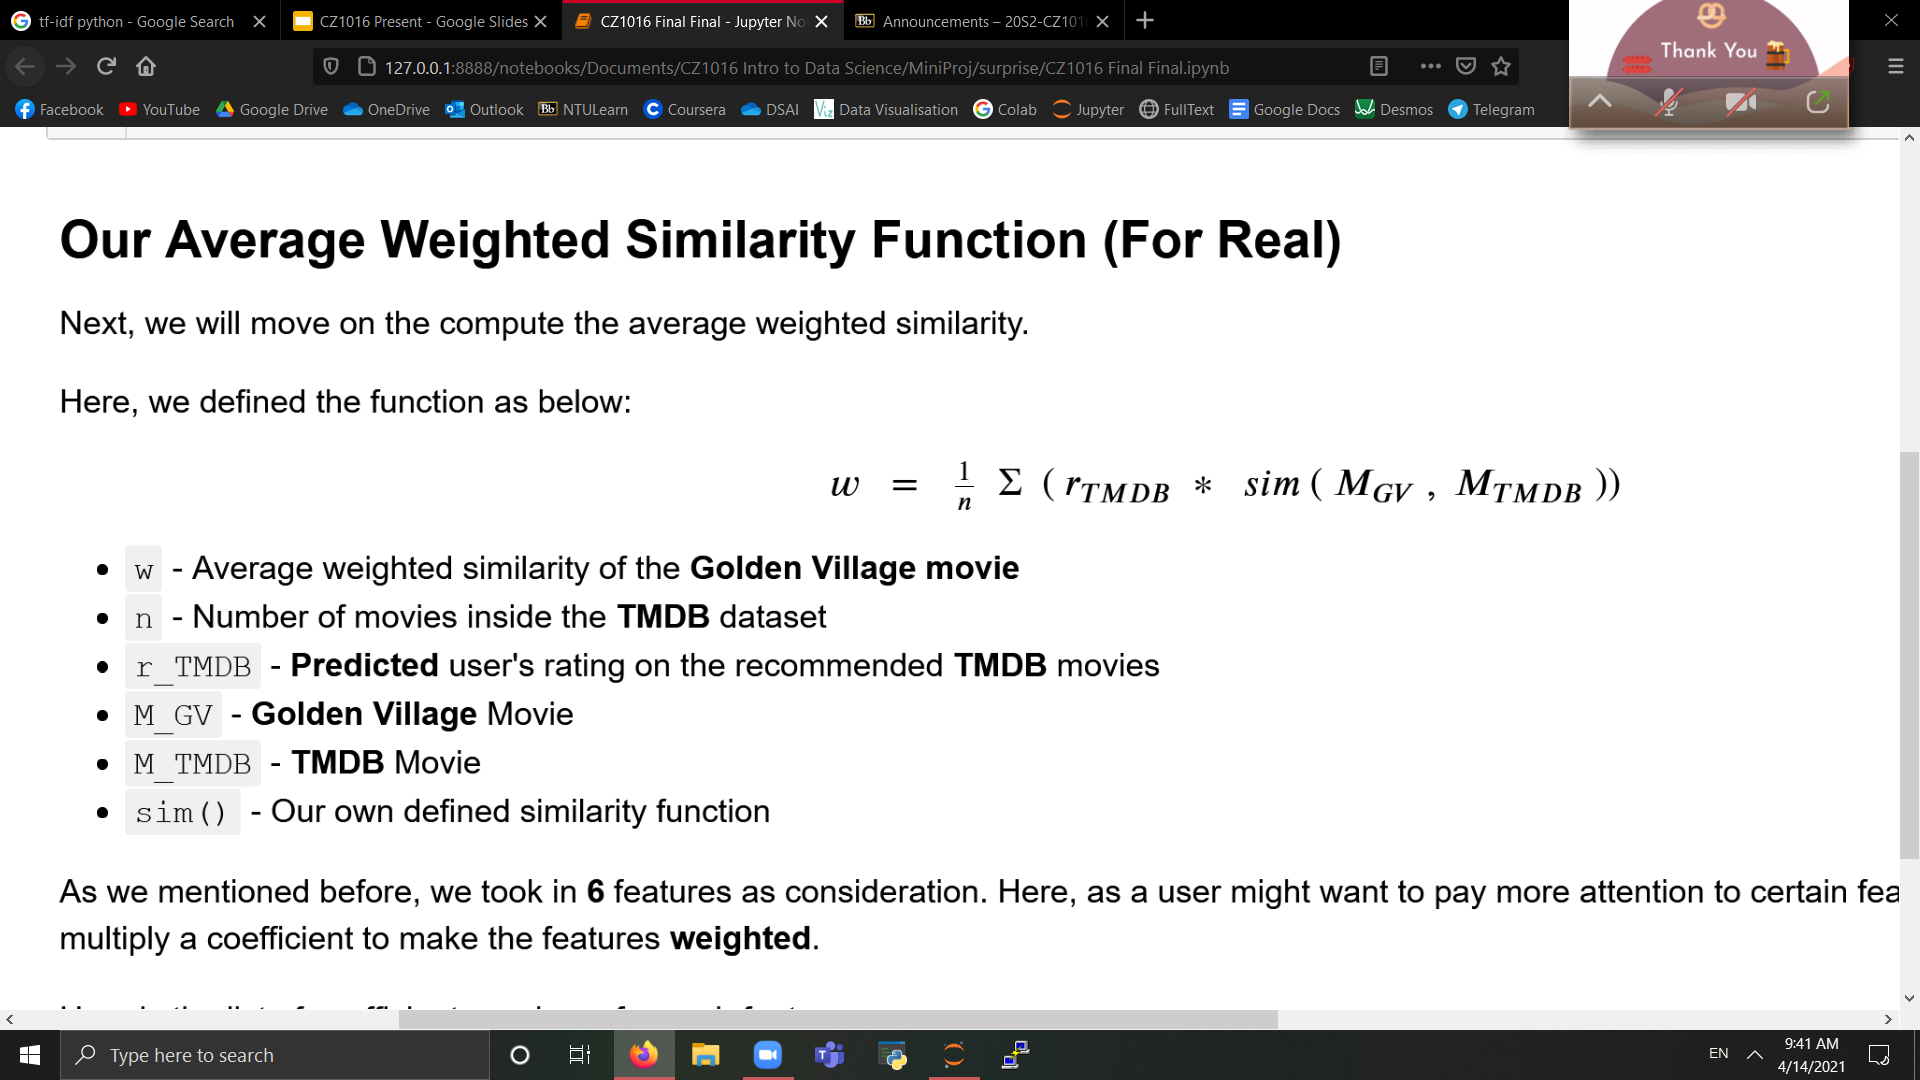 tf-idf python - Google Search
CZ1016 Present - Google Slides
CZ1016 Final Final - Jupyter No
Announcements – 20S2-CZ101
Thank You
127.0.0.1:8888/notebooks/Documents/CZ1016 Intro to Data Science/MiniProj/surprise/CZ1016 Final Final.ipynb
Facebook YouTube Google Drive OneDrive Outlook Bb NTULearn Coursera DSAI Data Visualisation Colab Jupyter FullText Google Docs Desmos Telegram
Our Average Weighted Similarity Function (For Real)
Next, we will move on the compute the average weighted similarity.
Here, we defined the function as below:
w = 1/n Σ ( r_TMDB * sim ( M_GV , M_TMDB ))
• w - Average weighted similarity of the Golden Village movie
• n - Number of movies inside the TMDB dataset
• r_TMDB - Predicted user's rating on the recommended TMDB movies
• M_GV - Golden Village Movie
• M_TMDB - TMDB Movie
• sim() - Our own defined similarity function
As we mentioned before, we took in 6 features as consideration. Here, as a user might want to pay more attention to certain fea
multiply a coefficient to make the features weighted.
Type here to search
EN
9:41 AM
4/14/2021